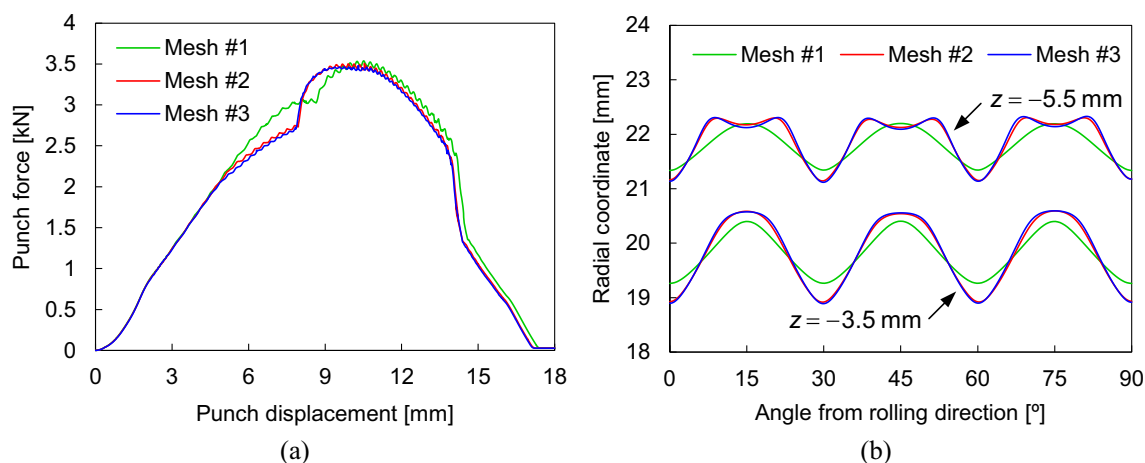 4
3.5
3
2.5
2
1.5
1
0.5
0
Punch force [kN]
Mesh #1
Mesh #2
Mesh #3
0 3 6 9 12 15 18
Punch displacement [mm]
(a)
24
23
22
21
20
19
18
Radial coordinate [mm]
Mesh #1 Mesh #2 Mesh #3
z = −5.5 mm
z = −3.5 mm
0 15 30 45 60 75 90
Angle from rolling direction [º]
(b)